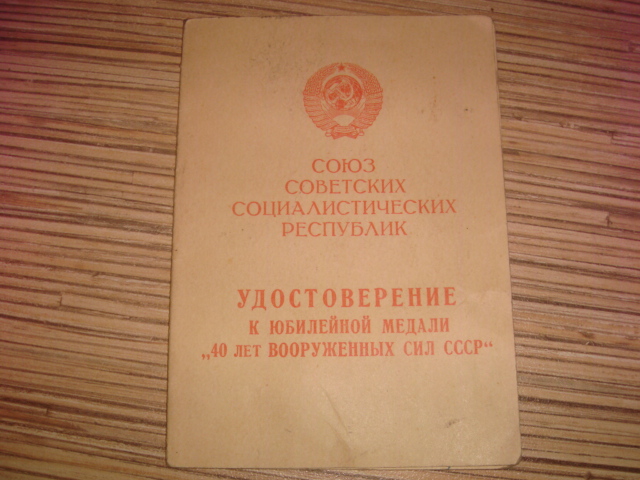 СОЮЗ
СОВЕТСКИХ
СОЦИАЛИСТИЧЕСКИХ
РЕСПУБЛИК
УДОСТОВЕРЕНИЕ
К ЮБИЛЕЙНОЙ МЕДАЛИ
„40 ЛЕТ ВООРУЖЕННЫХ СИЛ СССР“